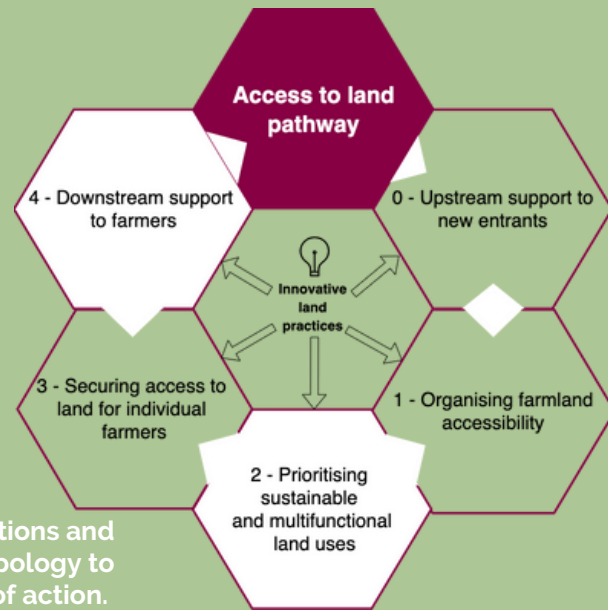 Access to land
pathway
0 - Upstream support to
new entrants
1 - Organising farmland
accessibility
2 - Prioritising
sustainable
and multifunctional
land uses
3 - Securing access to
land for individual
farmers
4 - Downstream support
to farmers
Innovative
land
practices
tions and
pology to
of action.